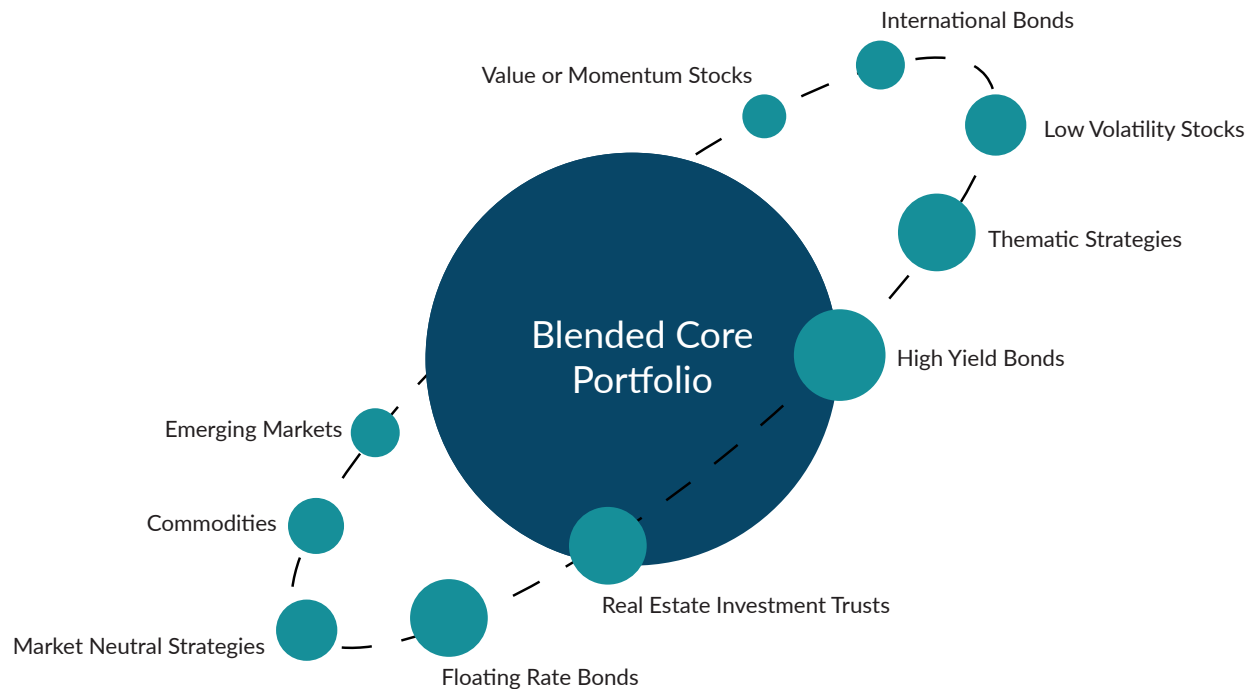 International Bonds
Value or Momentum Stocks
Low Volatility Stocks
Thematic Strategies
Blended Core
Portfolio
High Yield Bonds
Emerging Markets
Commodities
Real Estate Investment Trusts
Market Neutral Strategies
Floating Rate Bonds